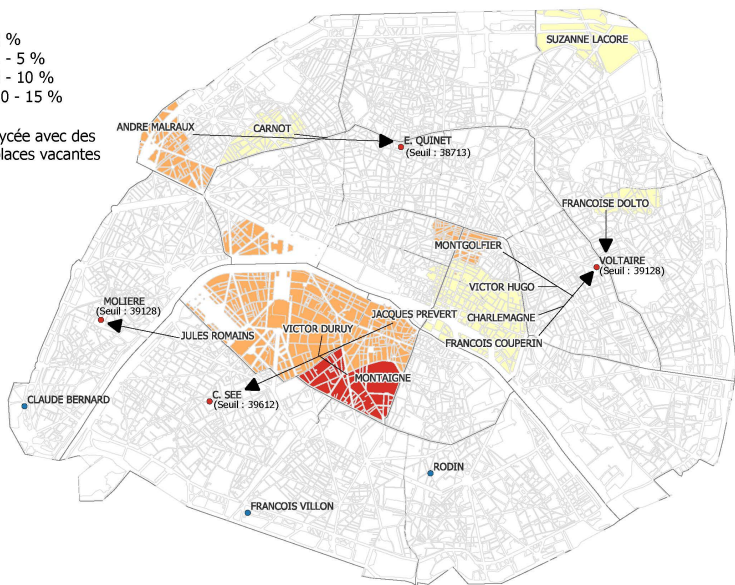 %
- 5 %
- 10 %
0 - 15 %
ycée avec des
places vacantes
SUZANNE LACORE
ANDRE MALRAUX
CARNOT
E. QUINET
(Seuil : 38713)
FRANCOISE DOLTO
MONTGOLFIER
VOLTAIRE
(Seuil : 39128)
VICTOR HUGO
MOLIERE
(Seuil : 39128)
JACQUES PREVERT
CHARLEMAGNE
JULES ROMAINS
VICTOR DURUY
FRANCOIS COUPERIN
MONTAIGNE
CLAUDE BERNARD
C. SEE
(Seuil : 39612)
RODIN
FRANCOIS VILLON